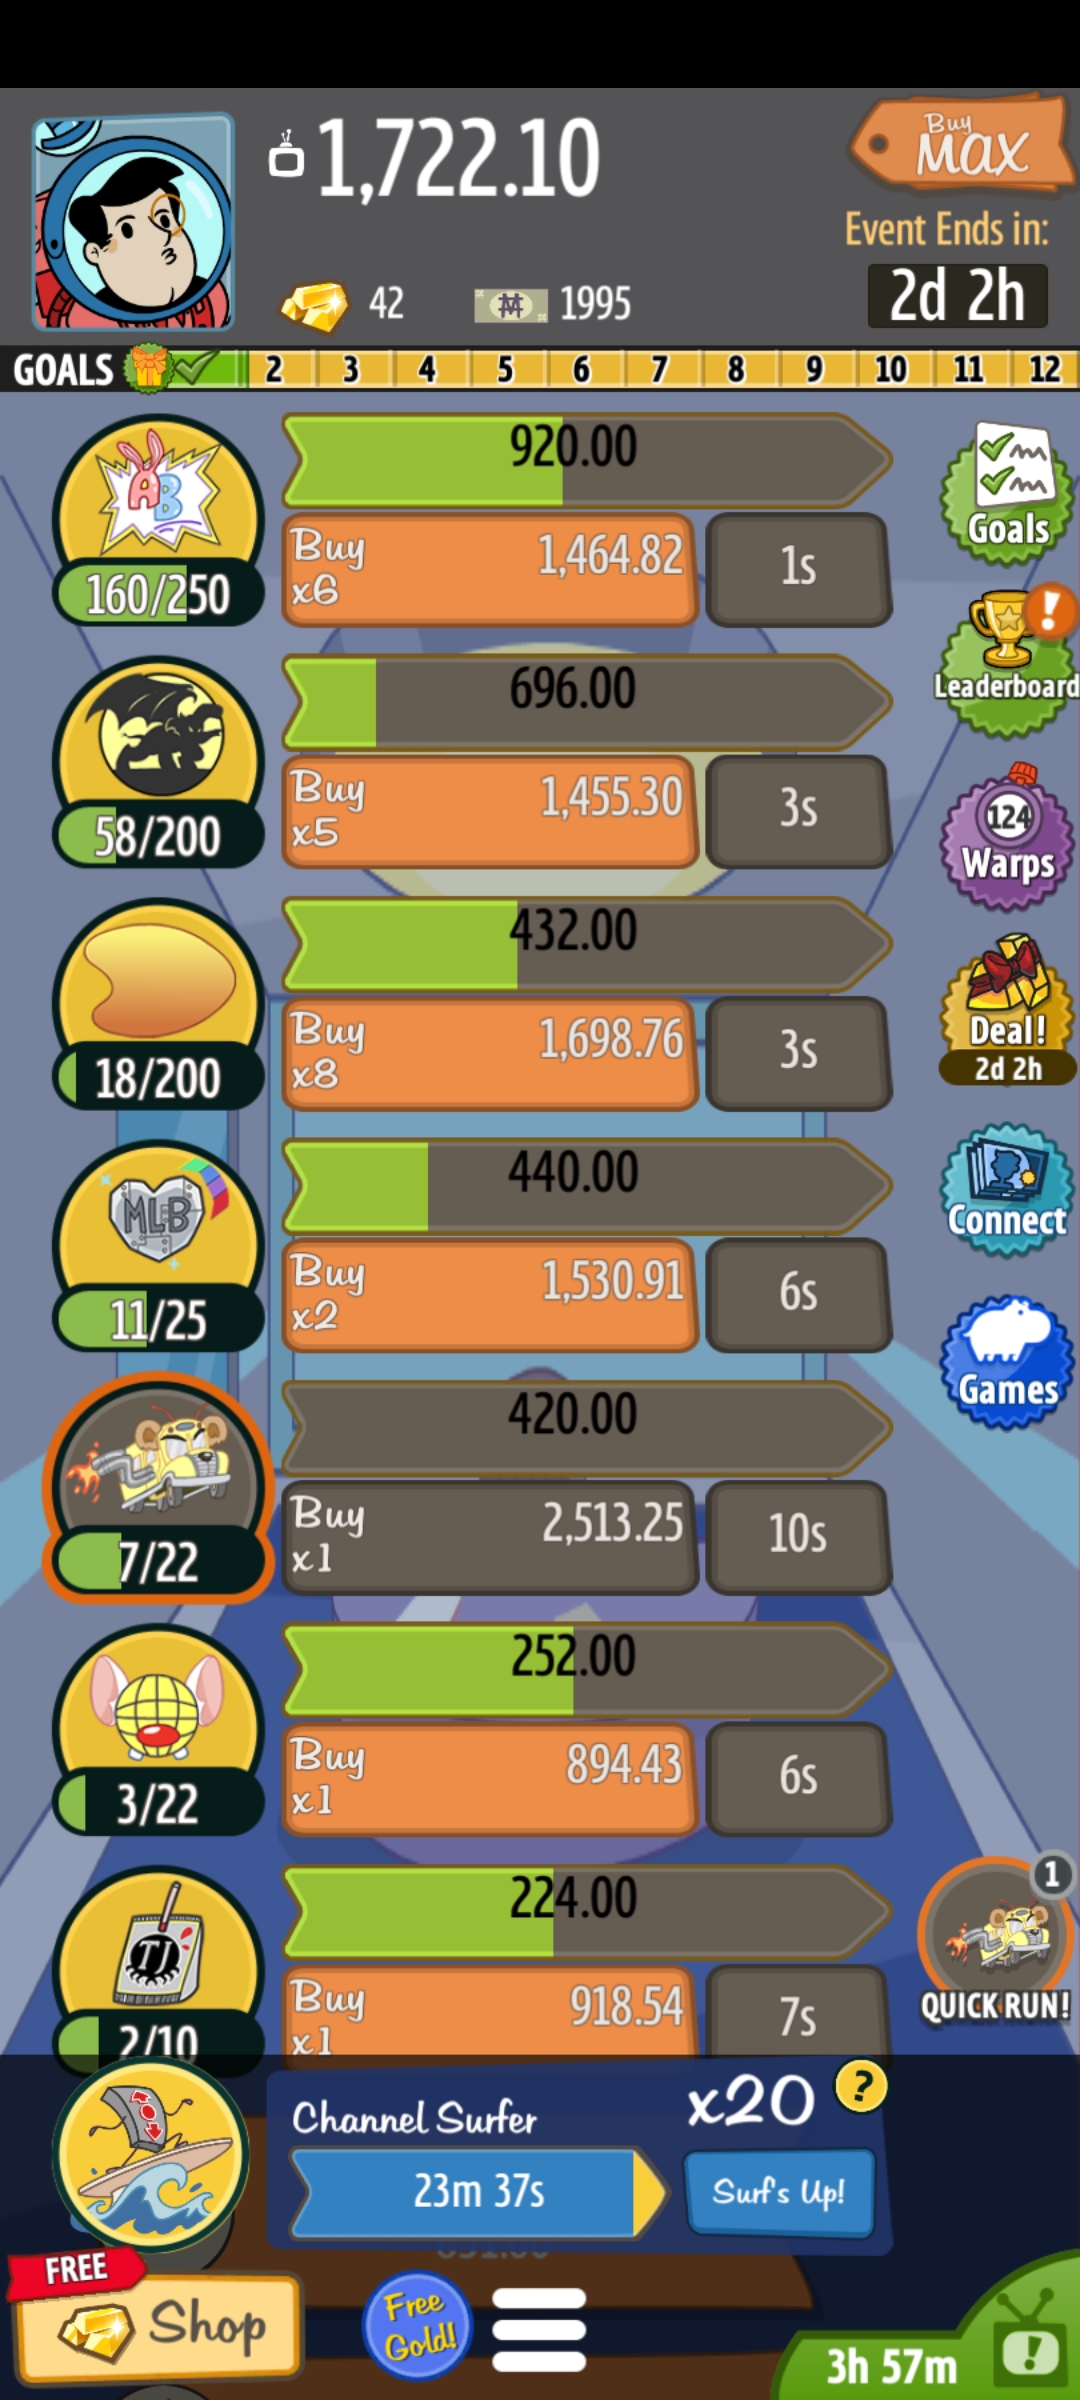 1,722.10
Buy
MAX
Event Ends in:
42
1995
2d 2h
GOALS 2 3 4 5 6 7 8 9 10 11 12
AB
920.00
160/250
Buy
x6
1,464.82
1s
Goals
696.00
58/200
Buy
x5
1,455.30
3s
Leaderboard
432.00
18/200
Buy
x8
1,698.76
3s
124
Warps
Deal!
2d 2h
MLB
440.00
11/25
Buy
x2
1,530.91
6s
Connect
420.00
7/22
Buy
x1
2,513.25
10s
Games
252.00
3/22
Buy
x1
894.43
6s
TJ
224.00
2/10
Buy
x1
918.54
7s
1
QUICK RUN!
Channel Surfer
x20
?
23m 37s
Surf's Up!
FREE
Shop
Free
Gold!
3h 57m